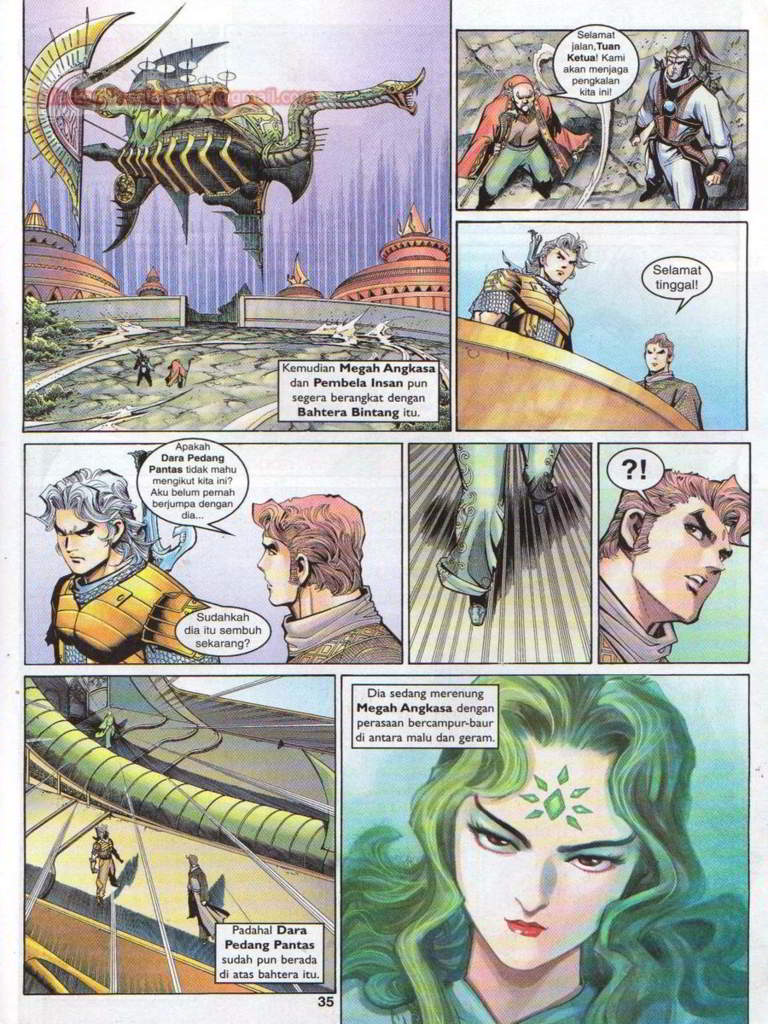 Kemudian Megah Angkasa
dan Pembela Insan pun
segera berangkat dengan
Bahtera Bintang itu.
Selamat
jalan, Tuan
Ketua! Kami
akan menjaga
pengkalan
kita ini!
Selamat
tinggal!
Apakah
Dara Pedang
Pantas tidak mahu
mengikut kita ini?
Aku belum pernah
berjumpa dengan
dia...
Sudahkah
dia itu sembuh
sekarang?
?!
Padahal Dara
Pedang Pantas
sudah pun berada
di atas bahtera itu.
Dia sedang merenung
Megah Angkasa dengan
perasaan bercampur-baur
di antara malu dan geram.
35